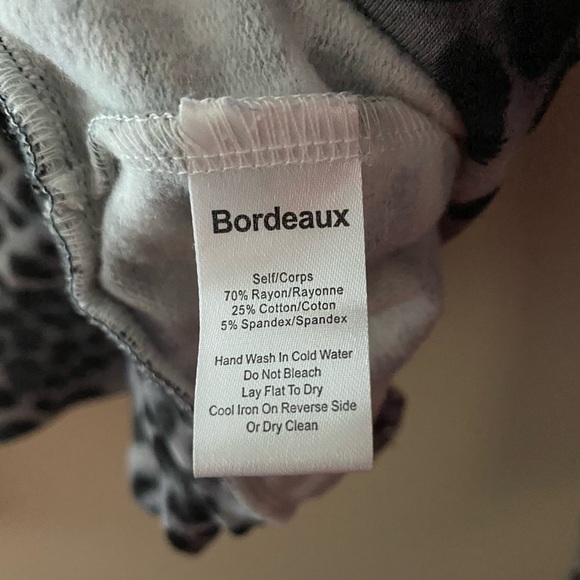 Bordeaux
Self/Corps
70% Rayon/Rayonne
25% Cotton/Coton
5% Spandex/Spandex
Hand Wash In Cold Water
Do Not Bleach
Lay Flat To Dry
Cool Iron On Reverse Side
Or Dry Clean